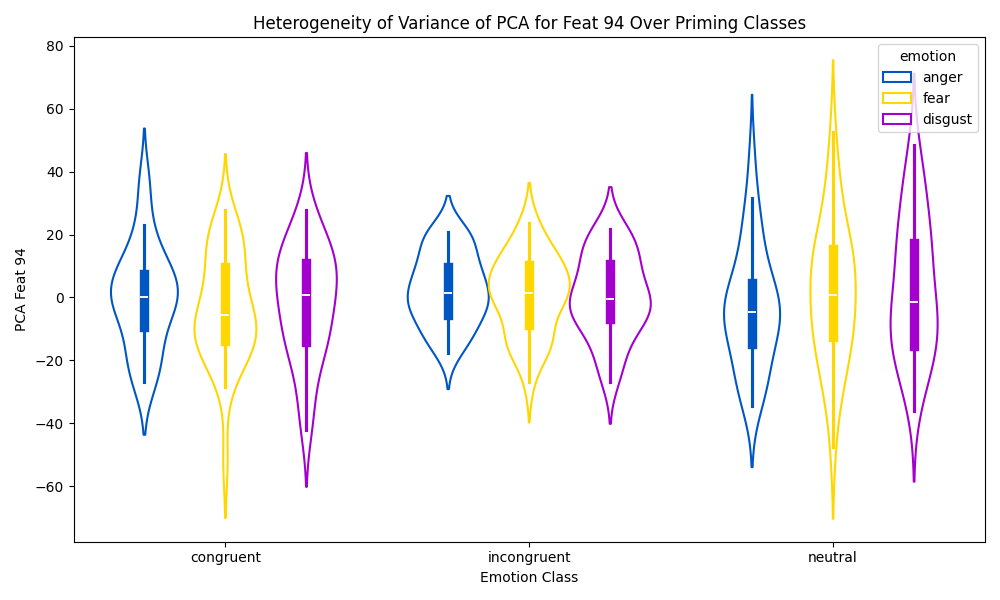 Heterogeneity of Variance of PCA for Feat 94 Over Priming Classes
emotion
anger
fear
disgust
PCA Feat 94
80
60
40
20
0
−20
−40
−60
congruent
incongruent
neutral
Emotion Class